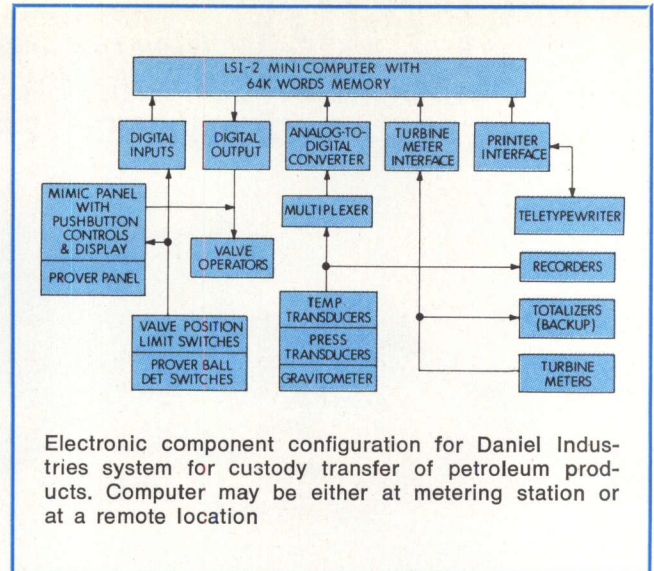 LSI-2 MINICOMPUTER WITH
64K WORDS MEMORY
DIGITAL
INPUTS
DIGITAL
OUTPUT
ANALOG-TO-
DIGITAL
CONVERTER
TURBINE
METER
INTERFACE
PRINTER
INTERFACE
MIMIC PANEL
WITH
PUSHBUTTON
CONTROLS
& DISPLAY
PROVER PANEL
VALVE
OPERATORS
MULTIPLEXER
TELETYPEWRITER
RECORDERS
VALVE POSITION
LIMIT SWITCHES
PROVER BALL
DET SWITCHES
TEMP
TRANSDUCERS
PRESS
TRANSDUCERS
GRAVITOMETER
TOTALIZERS
(BACKUP)
TURBINE
METERS
Electronic component configuration for Daniel Indus-
tries system for custody transfer of petroleum prod-
ucts. Computer may be either at metering station or
at a remote location